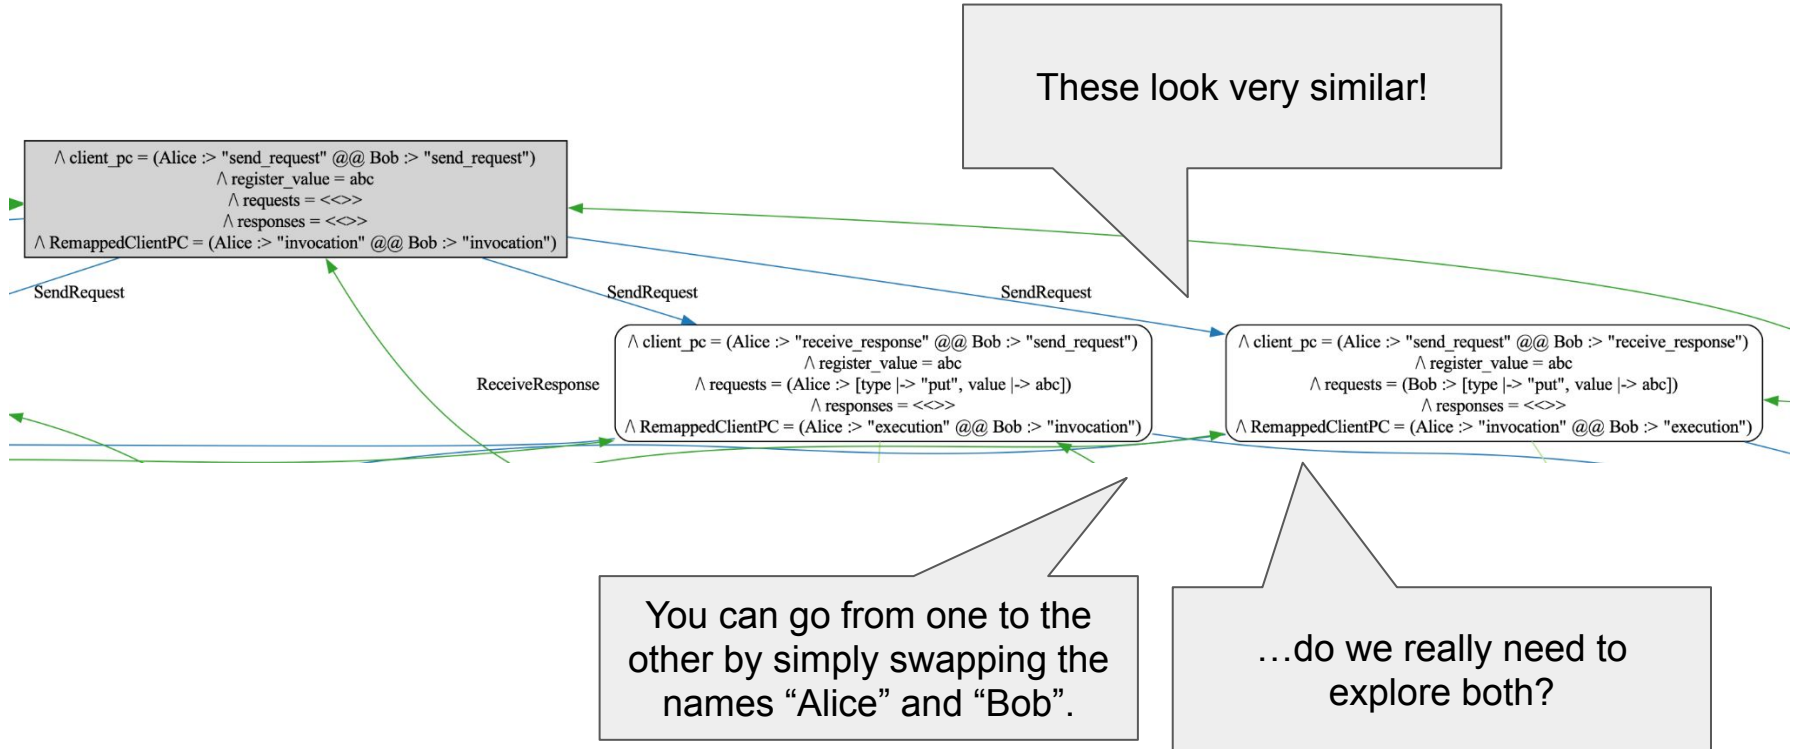 These look very similar!
/\ client_pc = (Alice :> "send_request" @@ Bob :> "send_request")
/\ register_value = abc
/\ requests = <<>>
/\ responses = <<>>
/\ RemappedClientPC = (Alice :> "invocation" @@ Bob :> "invocation")
SendRequest
SendRequest
SendRequest
/\ client_pc = (Alice :> "receive_response" @@ Bob :> "send_request")
/\ register_value = abc
/\ requests = (Alice :> [type |-> "put", value |-> abc])
/\ responses = <<>>
/\ RemappedClientPC = (Alice :> "execution" @@ Bob :> "invocation")
/\ client_pc = (Alice :> "send_request" @@ Bob :> "receive_response")
/\ register_value = abc
/\ requests = (Bob :> [type |-> "put", value |-> abc])
/\ responses = <<>>
/\ RemappedClientPC = (Alice :> "invocation" @@ Bob :> "execution")
ReceiveResponse
You can go from one to the
other by simply swapping the
names “Alice” and “Bob”.
…do we really need to
explore both?